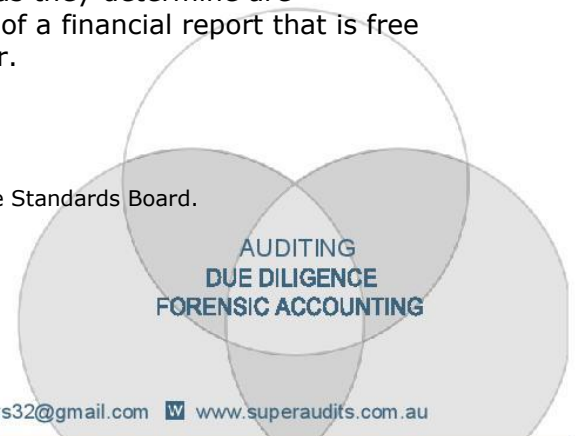 of a financial report that is free
r.
e Standards Board.
AUDITING
DUE DILIGENCE
FORENSIC ACCOUNTING
s32@gmail.com W www.superaudits.com.au